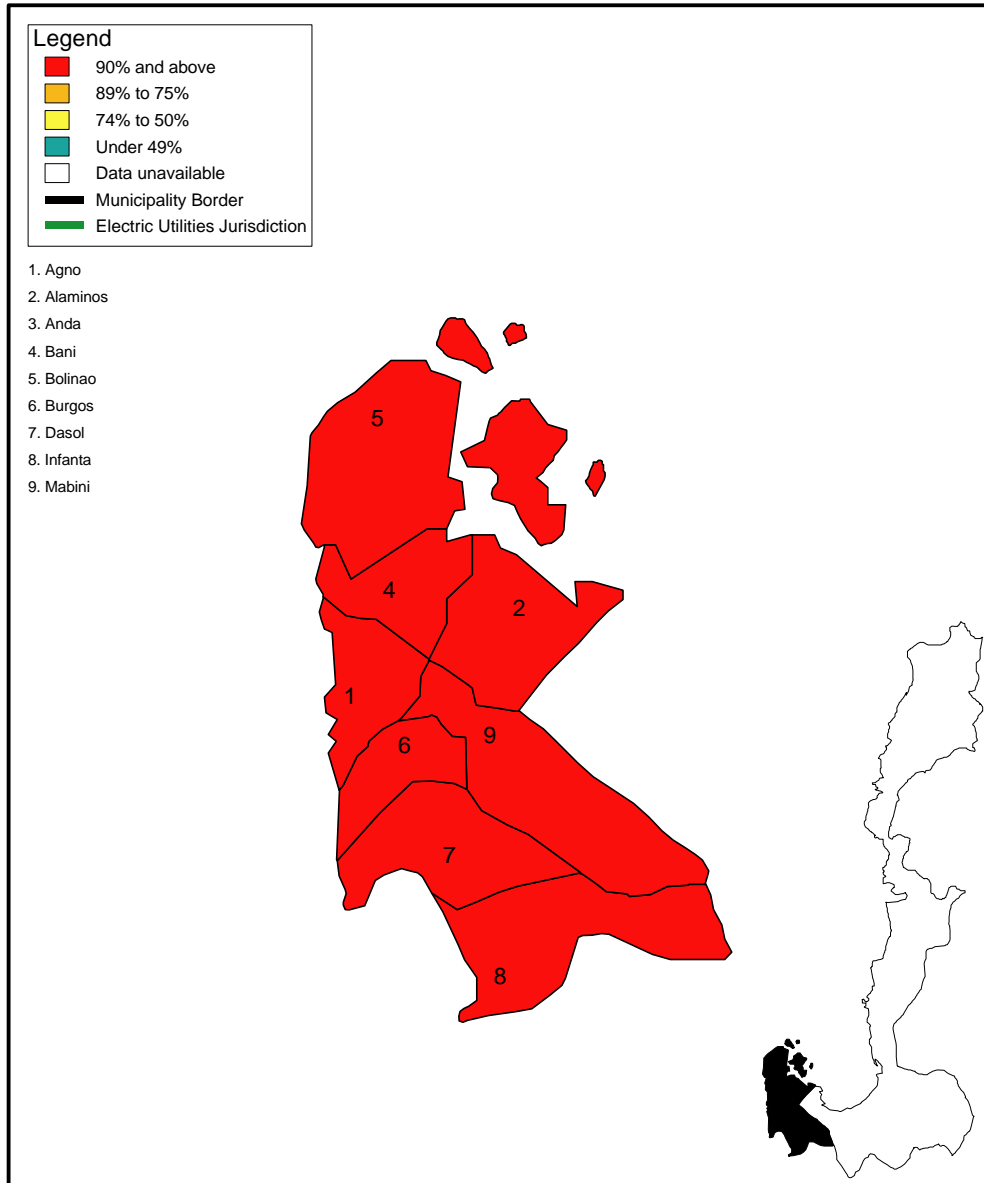 Legend
90% and above
89% to 75%
74% to 50%
Under 49%
Data unavailable
Municipality Border
Electric Utilities Jurisdiction
1. Agno
2. Alaminos
3. Anda
4. Bani
5. Bolinao
6. Burgos
7. Dasol
8. Infanta
9. Mabini
5
4
2
1
9
6
7
8